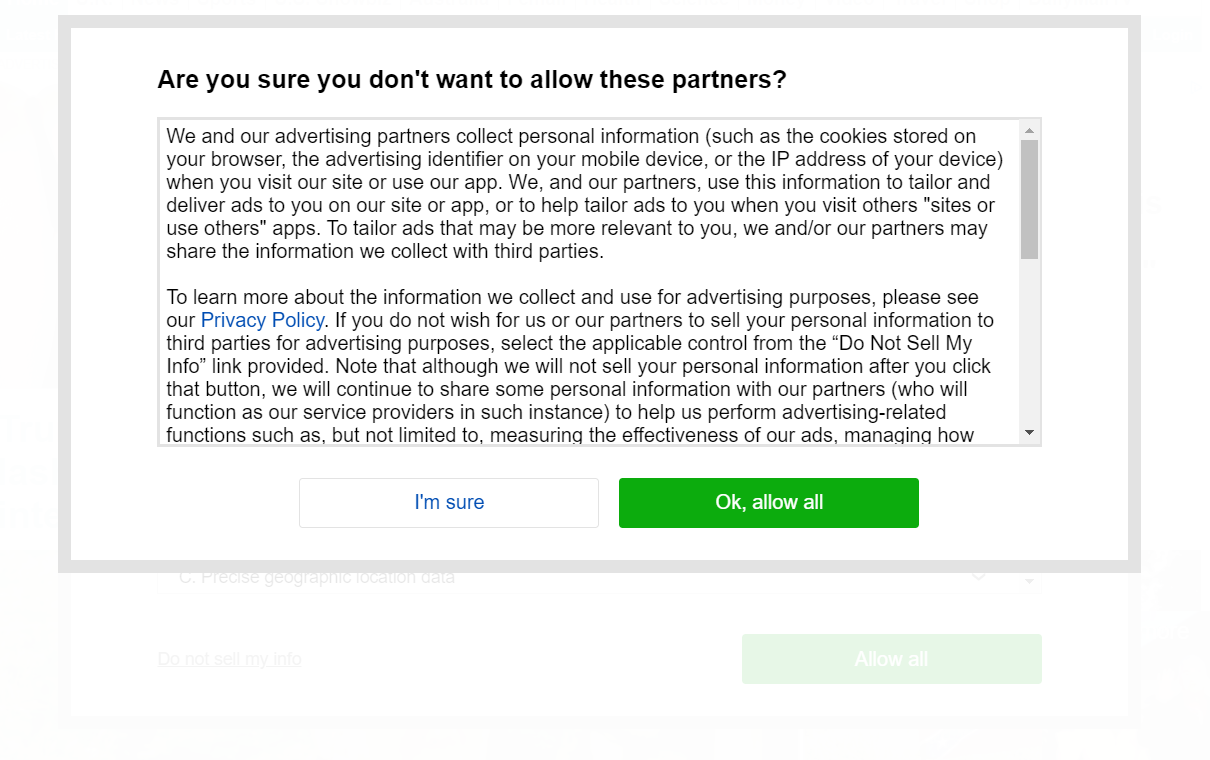 Are you sure you don't want to allow these partners?
We and our advertising partners collect personal information (such as the cookies stored on
your browser, the advertising identifier on your mobile device, or the IP address of your device)
when you visit our site or use our app. We, and our partners, use this information to tailor and
deliver ads to you on our site or app, or to help tailor ads to you when you visit others "sites or
use others" apps. To tailor ads that may be more relevant to you, we and/or our partners may
share the information we collect with third parties.
To learn more about the information we collect and use for advertising purposes, please see
our Privacy Policy. If you do not wish for us or our partners to sell your personal information to
third parties for advertising purposes, select the applicable control from the “Do Not Sell My
Info” link provided. Note that although we will not sell your personal information after you click
that button, we will continue to share some personal information with our partners (who will
function as our service providers in such instance) to help us perform advertising-related
functions such as, but not limited to, measuring the effectiveness of our ads, managing how
I'm sure
Ok, allow all
C. Precise geographic location data
Do not sell my info
Allow all